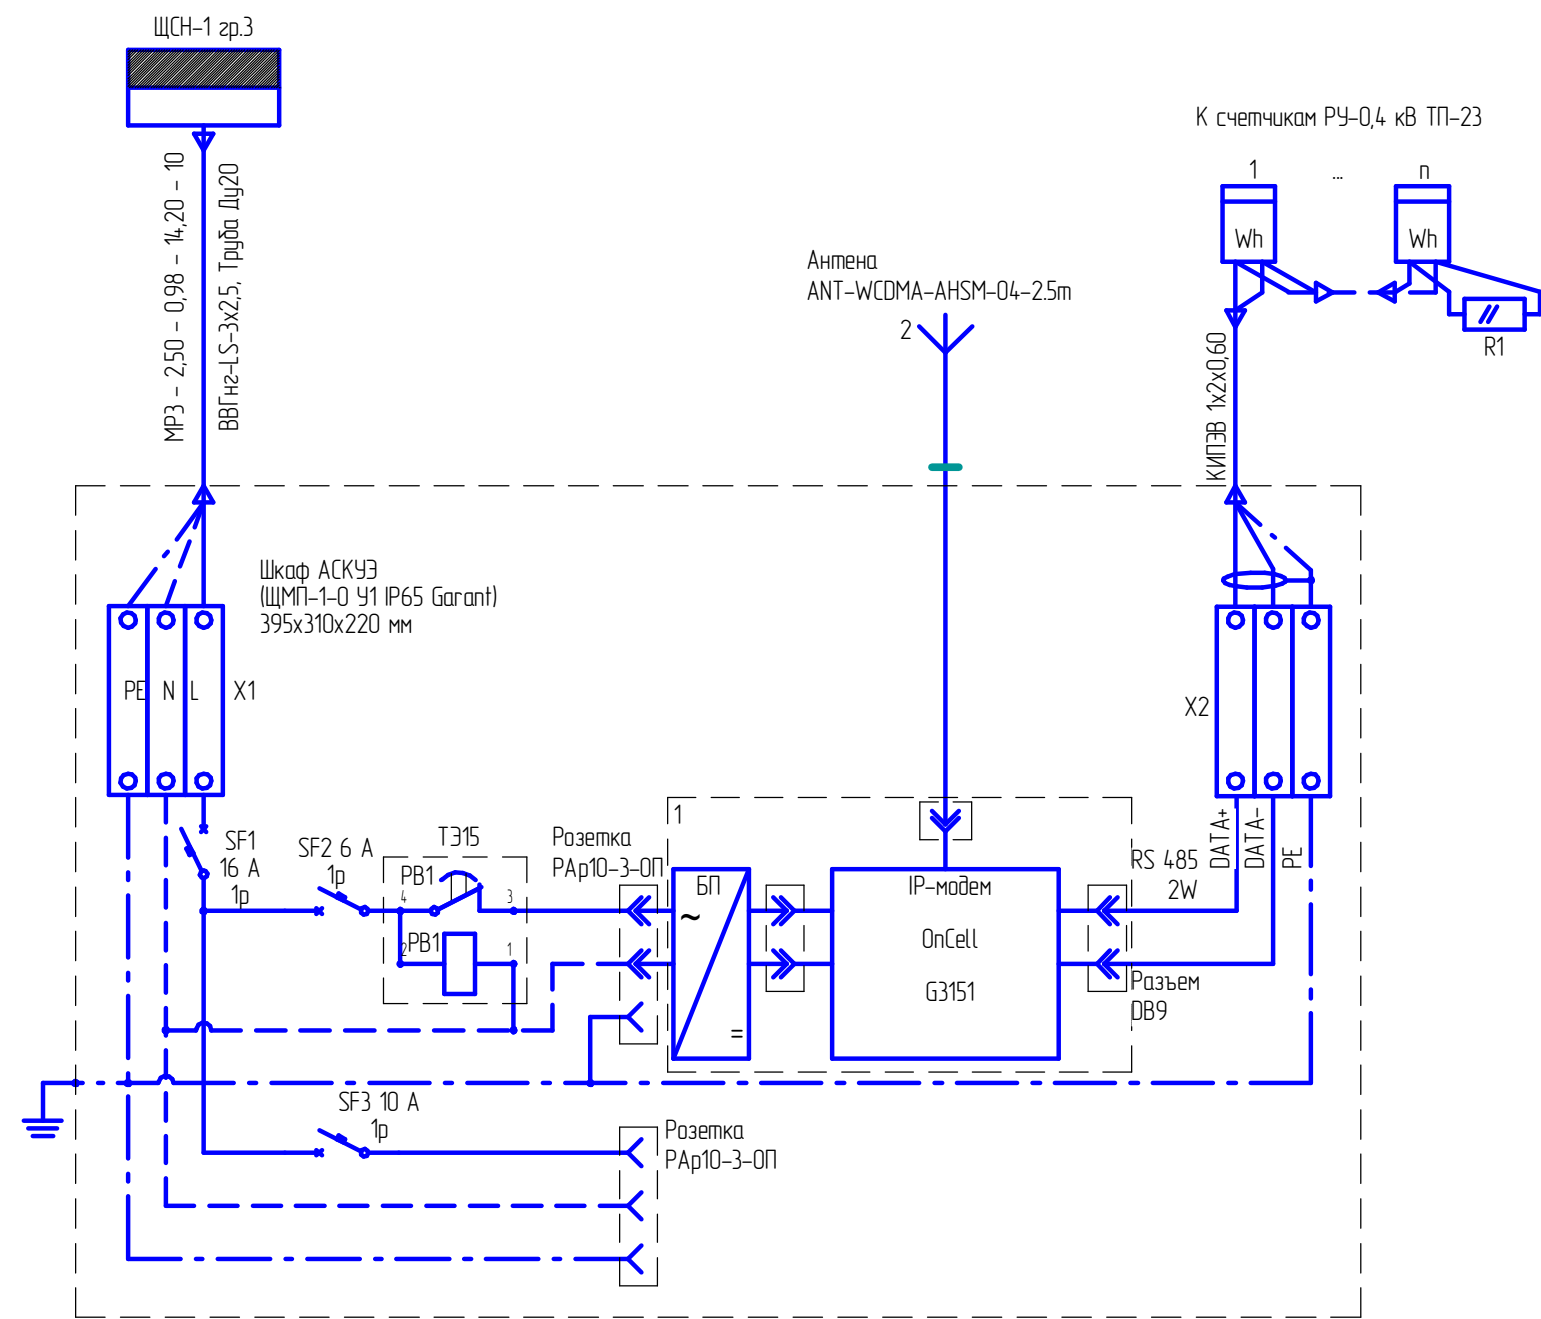 ЩСН-1 гр.3
МР3 - 2,50 - 0,98 - 14,20 - 10
ВВГнг-LS-3х2,5, Труба Ду20
К счетчикам РУ-0,4 кВ ТП-23
1
...
n
Wh
Wh
R1
КИПЭВ 1х2х0,60
Антена
ANT-WCDMA-AHSM-04-2.5m
2
Шкаф АСКУЭ
(ЩМП-1-0 У1 IP65 Garant)
395х310х220 мм
PE
N
L
X1
X2
SF1
16 А
1р
SF2 6 А
1р
ТЭ15
РВ1
4
3
2
РВ1
1
Розетка
РАр10-3-ОП
1
БП
~
=
IP-модем
OnCell
G3151
RS 485
2W
DATA+
DATA-
PE
Разъем
DB9
SF3 10 А
1р
Розетка
РАр10-3-ОП